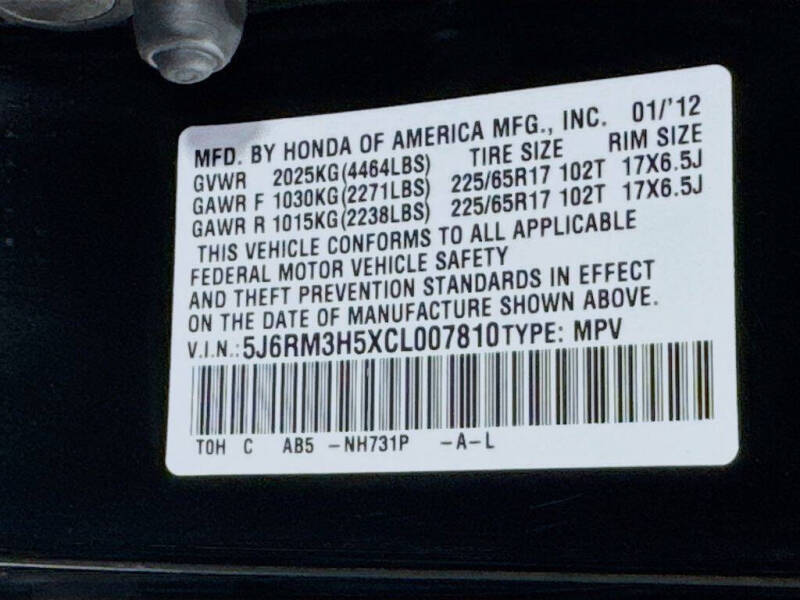 MFD. BY HONDA OF AMERICA MFG., INC. 01/'12
GVWR 2025KG(4464LBS) TIRE SIZE RIM SIZE
GAWR F 1030KG(2271LBS) 225/65R17 102T 17X6.5J
GAWR R 1015KG(2238LBS) 225/65R17 102T 17X6.5J
THIS VEHICLE CONFORMS TO ALL APPLICABLE
FEDERAL MOTOR VEHICLE SAFETY
AND THEFT PREVENTION STANDARDS IN EFFECT
ON THE DATE OF MANUFACTURE SHOWN ABOVE.
V.I.N.: 5J6RM3H5XCL007810 TYPE: MPV
TOH C AB5 -NH731P -A-L